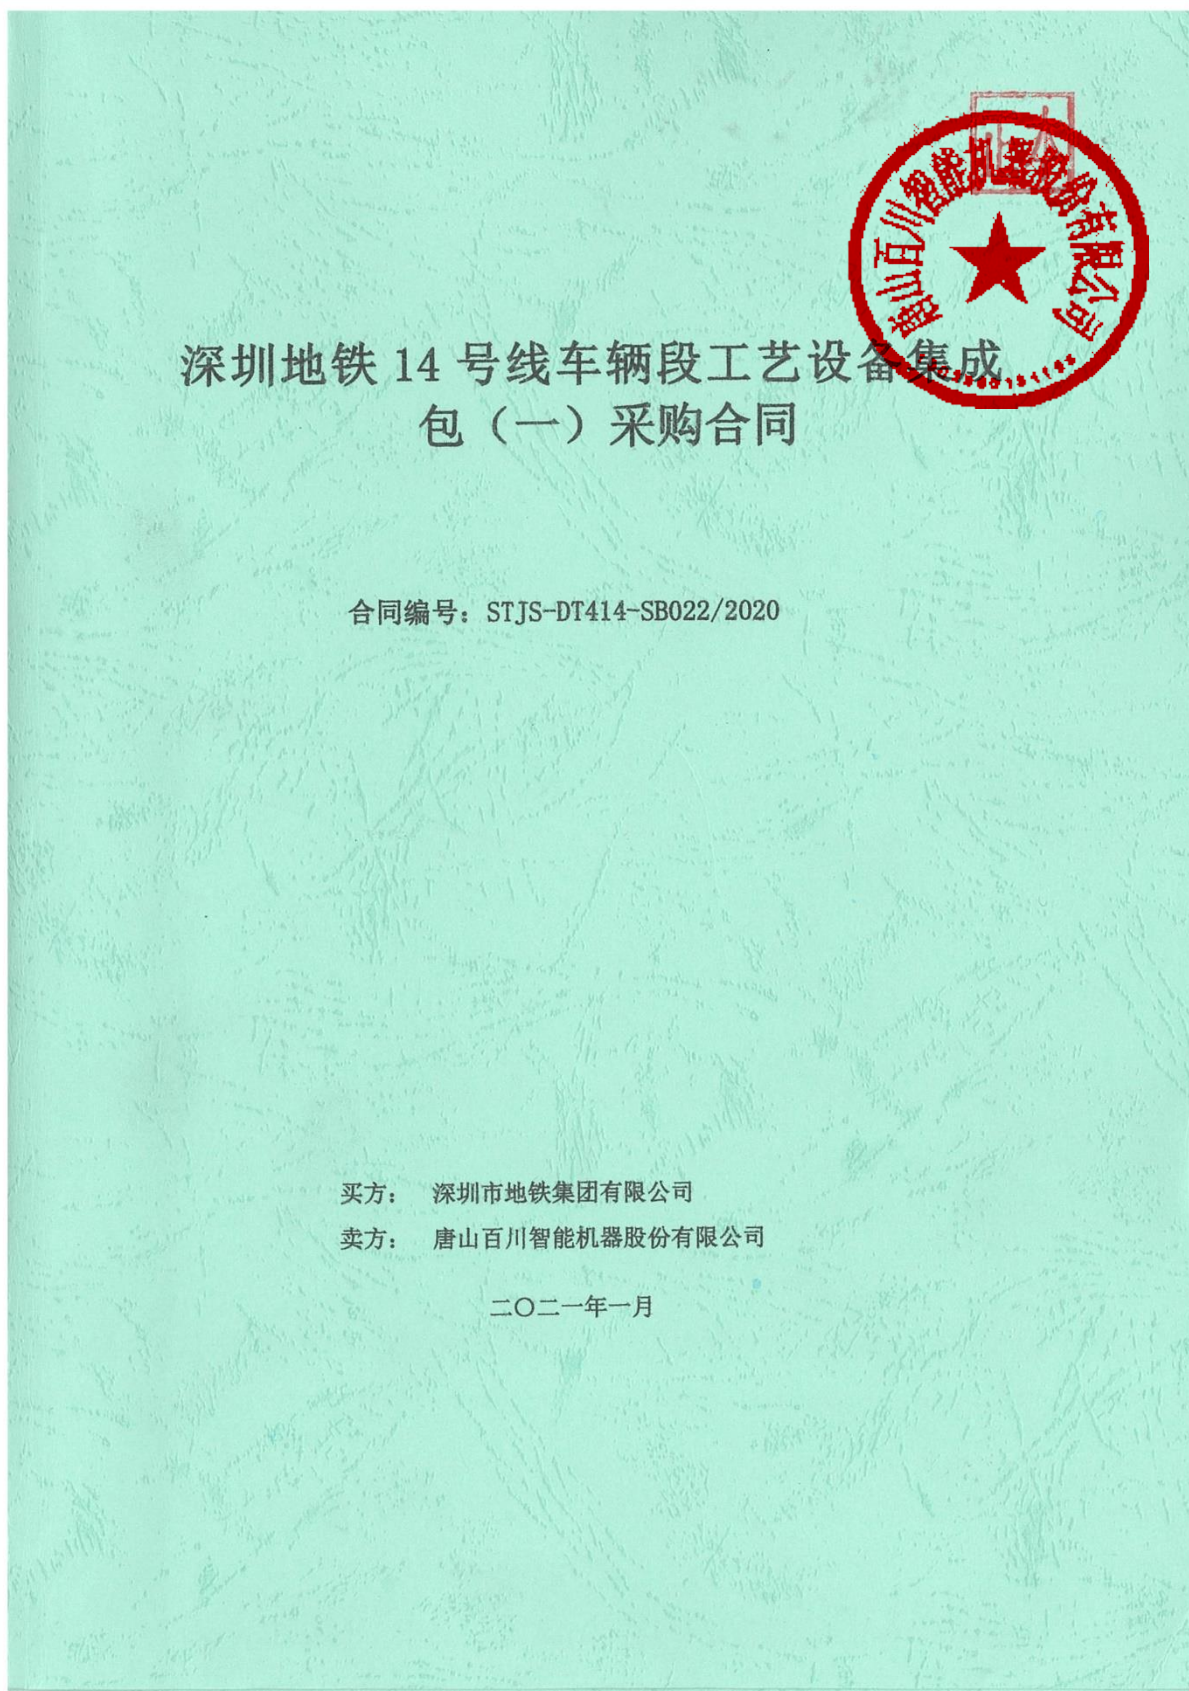 唐山百川智能机器股份有限公司
深圳地铁 14 号线车辆段工艺设备集成
包（一）采购合同
合同编号：STJS-DT414-SB022/2020
买方： 深圳市地铁集团有限公司
卖方： 唐山百川智能机器股份有限公司
二〇二一年一月